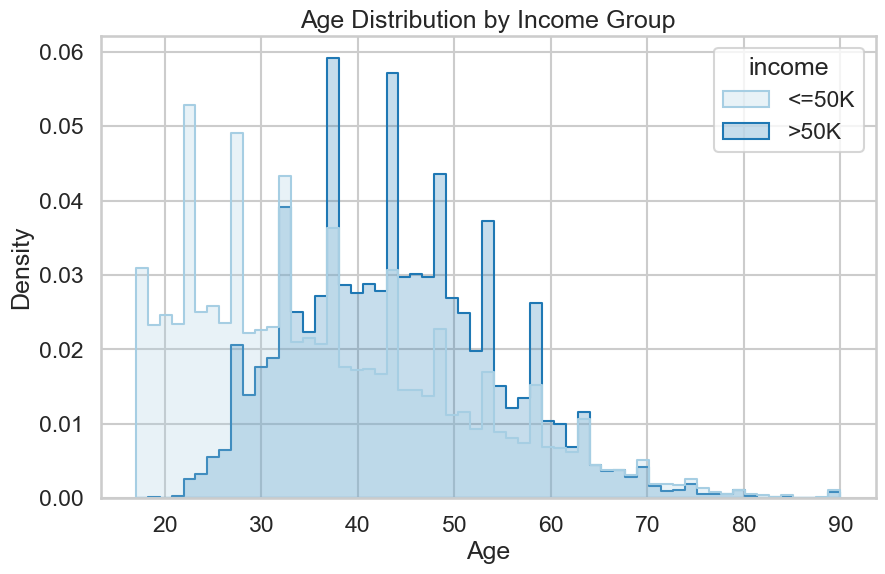 Age Distribution by Income Group
income
<=50K
>50K
Density
0.06
0.05
0.04
0.03
0.02
0.01
0.00
20 30 40 50 60 70 80 90
Age